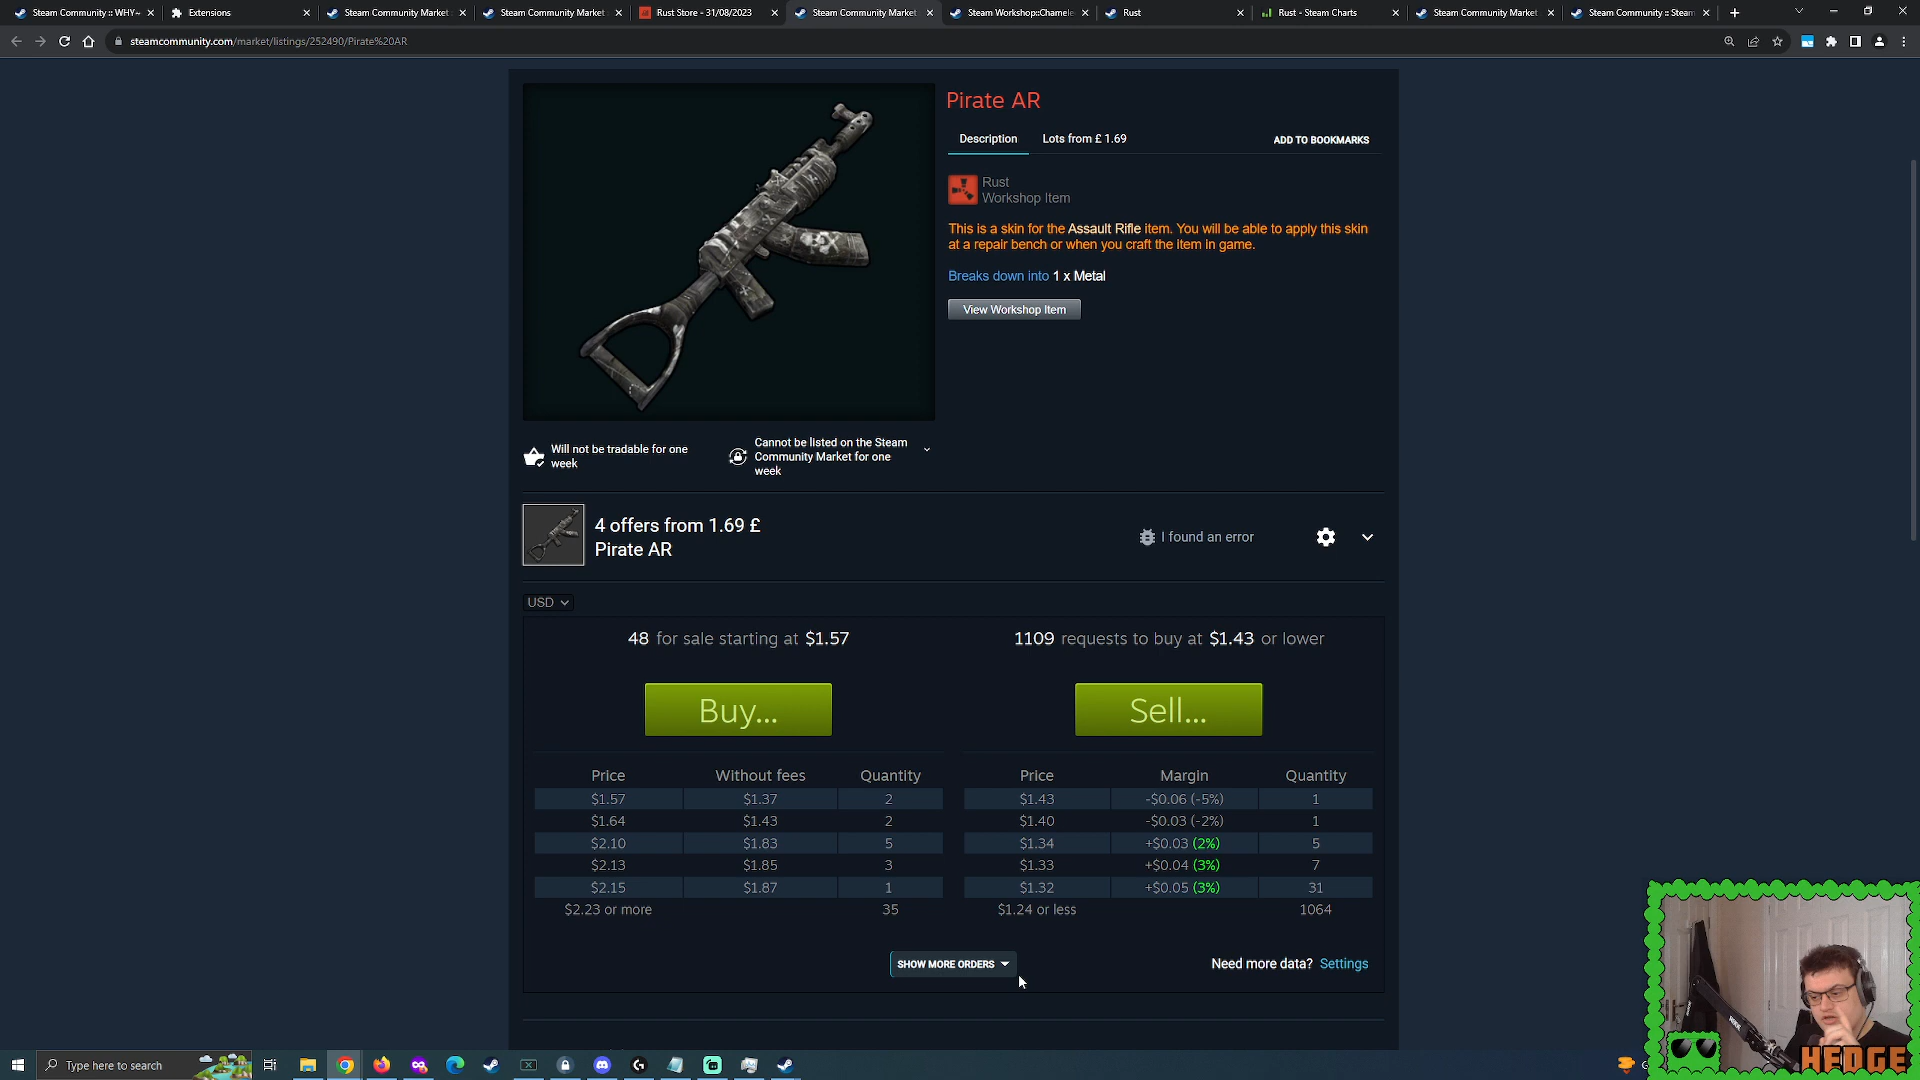 Steam Community :: WHY~
Extensions
Steam Community Market
Steam Community Market
Rust Store - 31/08/2023
Steam Community Market
Steam Workshop::Chamele
Rust
Rust - Steam Charts
Steam Community Market
Steam Community :: Steam
steamcommunity.com/market/listings/252490/Pirate%20AR
Pirate AR
Description
Lots from £ 1.69
ADD TO BOOKMARKS
Rust
Workshop Item
This is a skin for the Assault Rifle item. You will be able to apply this skin
at a repair bench or when you craft the item in game.
Breaks down into 1 x Metal
View Workshop Item
Will not be tradable for one
week
Cannot be listed on the Steam
Community Market for one
week
4 offers from 1.69 £
Pirate AR
I found an error
USD
48 for sale starting at $1.57
1109 requests to buy at $1.43 or lower
Buy...
Sell...
Price Without fees Quantity
$1.57 $1.37 2
$1.64 $1.43 2
$2.10 $1.83 5
$2.13 $1.85 3
$2.15 $1.87 1
$2.23 or more 35
Price Margin Quantity
$1.43 -$0.06 (-5%) 1
$1.40 -$0.03 (-2%) 1
$1.34 +$0.03 (2%) 5
$1.33 +$0.04 (3%) 7
$1.32 +$0.05 (3%) 31
$1.24 or less 1064
SHOW MORE ORDERS
Need more data? Settings
Type here to search
HEDGE